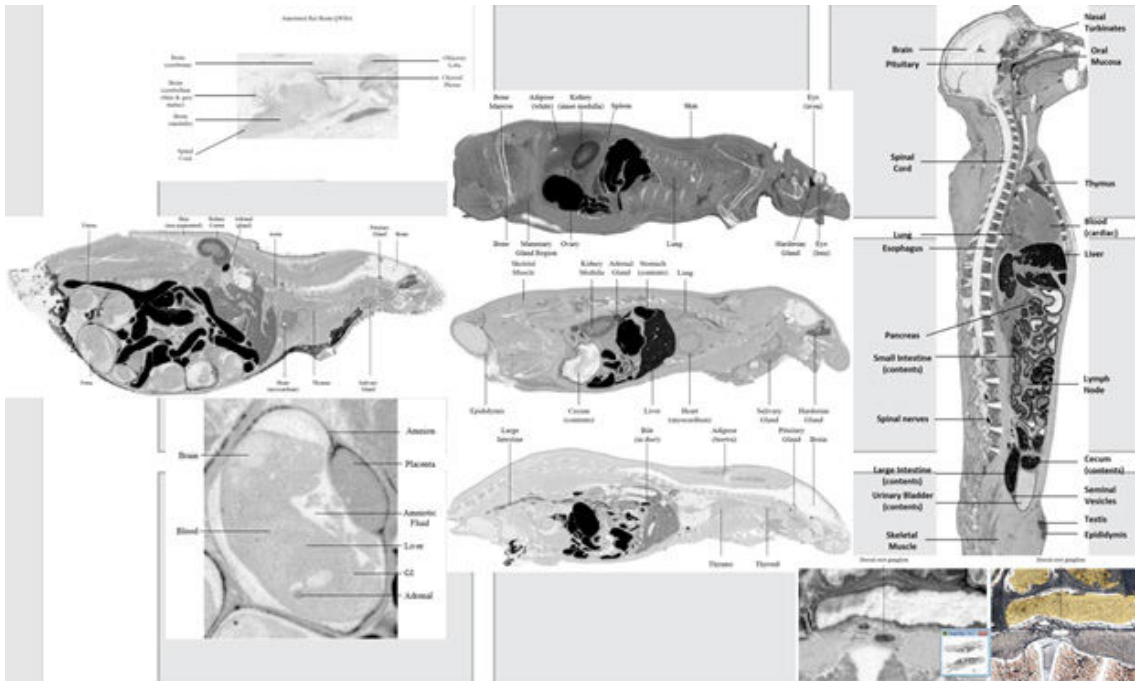 Annotated Rat Brain QWBA
Brain
(cerebrum)
Brain
(cerebellum
white & grey
matter)
Brain
(medulla)
Spinal
Cord
Olfactory
Lobe
Choroid
Plexus
Bone
Marrow
Adipose
(white)
Kidney
(inner medulla)
Spleen
Skin
Eye
(uvea)
Bone
Mammary
Gland Region
Ovary
Lung
Harderian
Gland
Eye
(lens)
Uterus
Skin
(non-pigmented)
Kidney
Cortex
Adrenal
(gland)
Aorta
Pituitary
Gland
Brain
Fetus
Heart
(myocardium)
Thymus
Salivary
Gland
Skeletal
Muscle
Kidney
Medulla
Adrenal
Gland
Stomach
(contents)
Lung
Epididymis
Cecum
(contents)
Liver
Heart
(myocardium)
Salivary
Gland
Harderian
Gland
Large
Intestine
Bile
(in duct)
Adipose
(brown)
Pituitary
Gland
Brain
Thymus
Thyroid
Amnion
Brain
Placenta
Amniotic
Fluid
Blood
Liver
GI
Adrenal
Brain
Pituitary
Nasal
Turbinates
Oral
Mucosa
Spinal
Cord
Thymus
Lung
Esophagus
Blood
(cardiac)
Liver
Pancreas
Small Intestine
(contents)
Lymph
Node
Spinal nerves
Large Intestine
(contents)
Urinary Bladder
(contents)
Cecum
(contents)
Seminal
Vesicles
Testis
Epididymis
Skeletal
Muscle
Dorsal root ganglion
Dorsal root ganglion